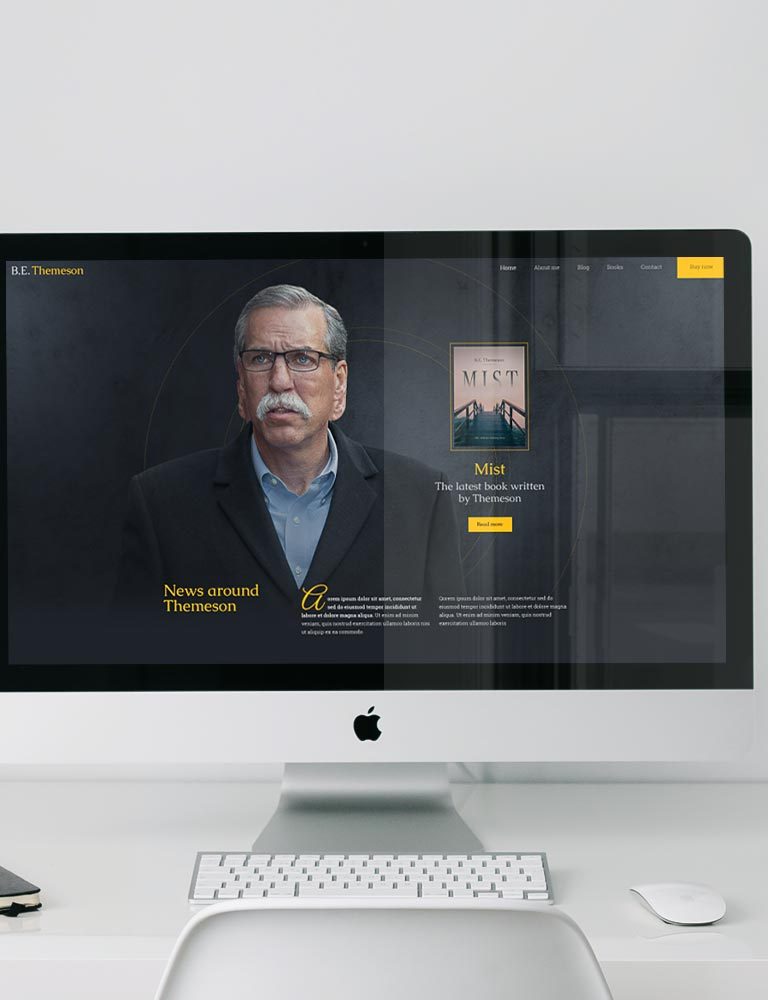 B.E. Themeson
Home About me Blog Books Contact Buy now
B.E. Themeson
MIST
Mist
The latest book written
by Themeson
Read more
News around
Themeson
Aorem ipsum dolor sit amet, consectetur
sed do eiusmod tempor incididunt ut
labore et dolore magna aliqua. Ut enim ad minim
veniam, quis nostrud exercitation ullamco laboris nisi
ut aliquip ex ea commodo
Qorem ipsum dolor sit amet, consectetur sed do
eiusmod tempor incididunt ut labore et dolore magna
aliqua. Ut enim ad minim veniam, quis nostrud
exercitation ullamco laboris